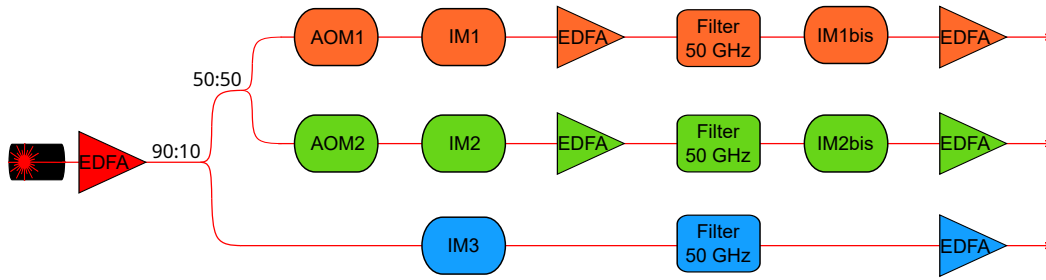 AOM1
IM1
EDFA
Filter
50 GHz
IM1bis
EDFA
50:50
AOM2
IM2
EDFA
Filter
50 GHz
IM2bis
EDFA
90:10
EDFA
IM3
Filter
50 GHz
EDFA